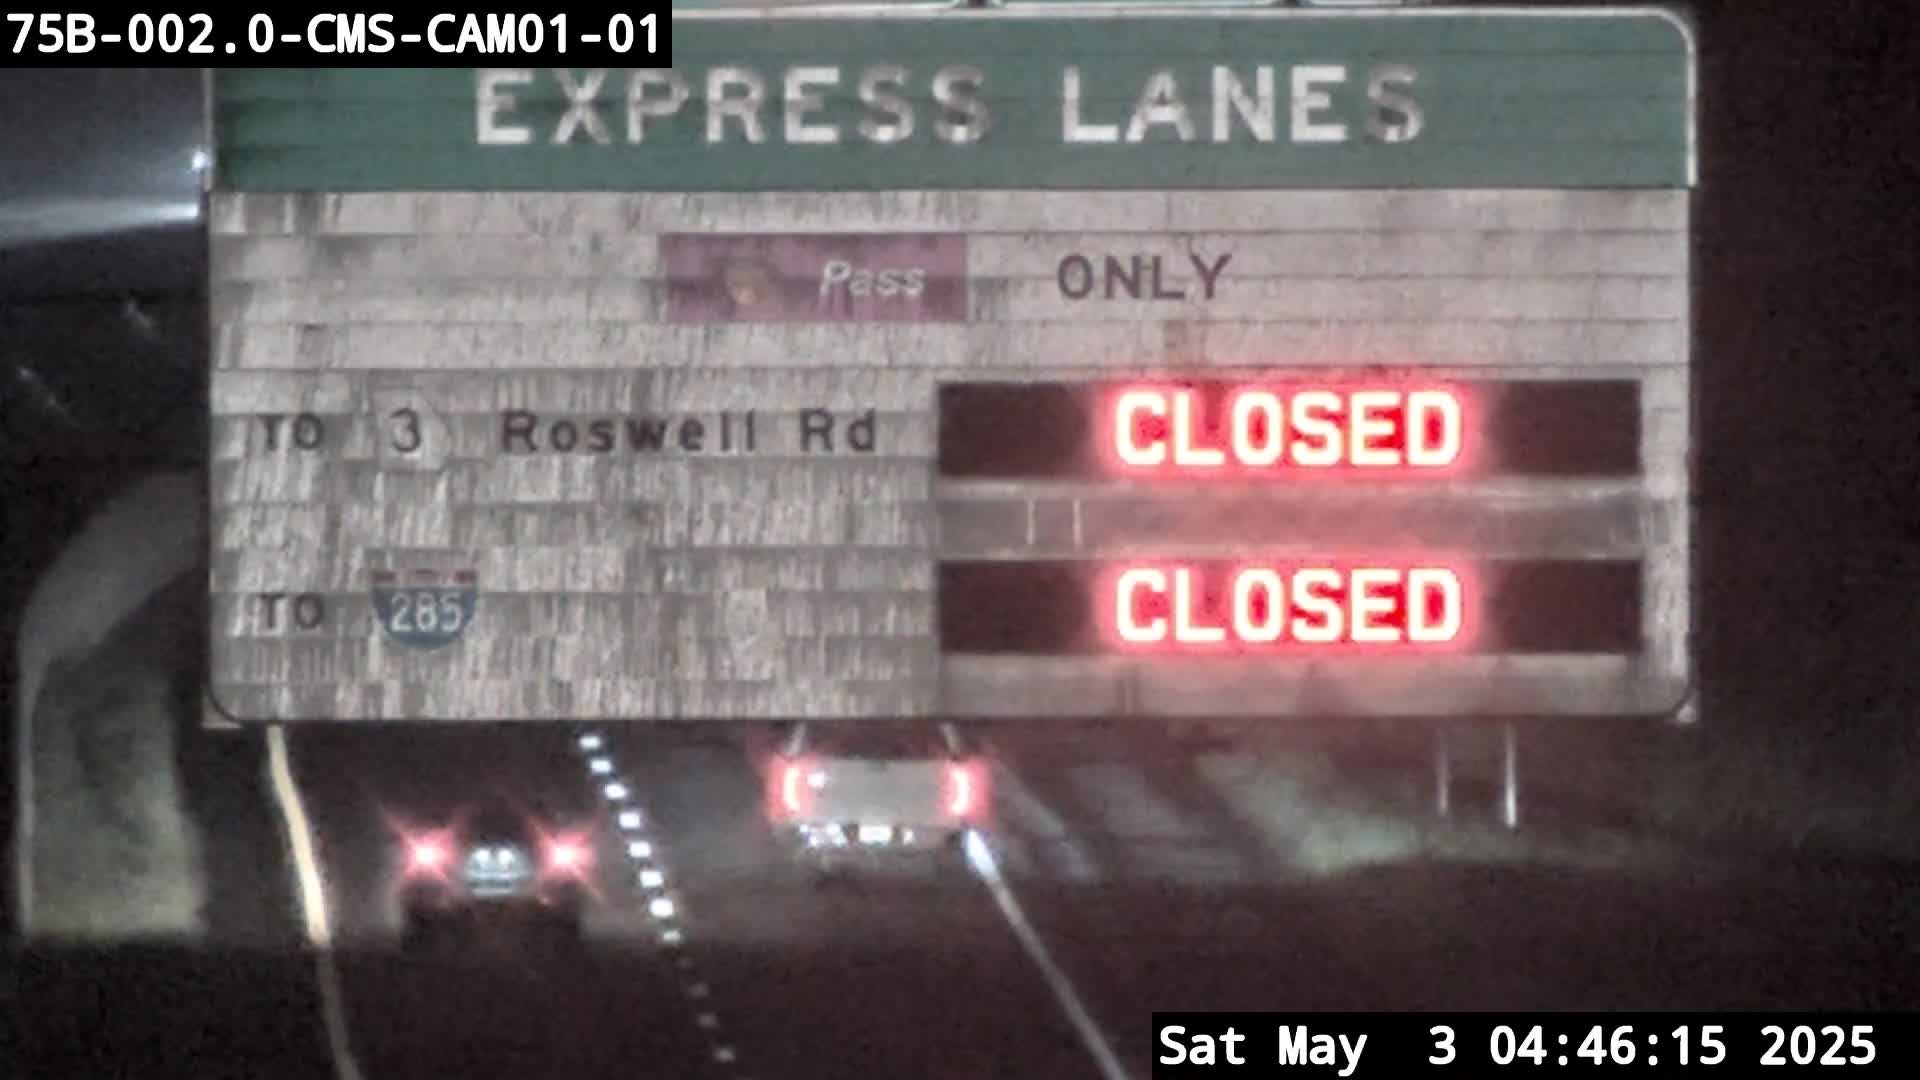 75B-002.0-CMS-CAM01-01
EXPRESS LANES
Pass ONLY
TO 3 Roswell Rd CLOSED
TO 285 CLOSED
Sat May 3 04:46:15 2025